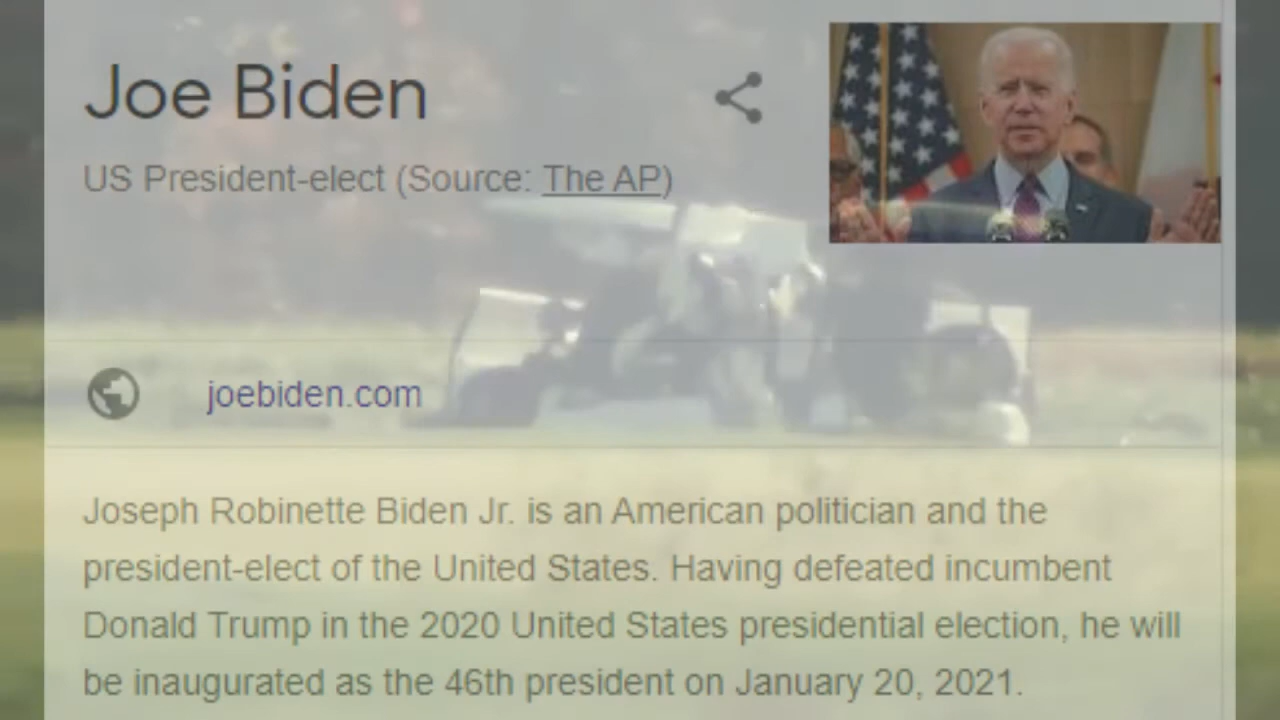 Joe Biden
US President-elect (Source: The AP)
joebiden.com
Joseph Robinette Biden Jr. is an American politician and the
president-elect of the United States. Having defeated incumbent
Donald Trump in the 2020 United States presidential election, he will
be inaugurated as the 46th president on January 20, 2021.